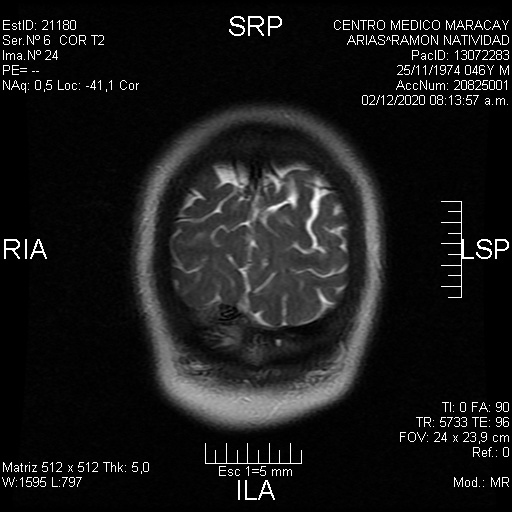 EstID: 21180
Ser.Nº 6 COR T2
Ima.Nº 24
PE= --
NAq: 0,5 Loc: -41,1 Cor
SRP
CENTRO MEDICO MARACAY
ARIAS^RAMON NATIVIDAD
PacID: 13072283
25/11/1974 046Y M
AccNum: 20825001
02/12/2020 08:13:57 a.m.
RIA
LSP
TI: 0 FA: 90
TR: 5733 TE: 96
FOV: 24 x 23,9 cm
Ref.: 0
Matriz 512 x 512 Thk: 5,0
W:1595 L:797
Esc 1=5 mm
ILA
Mod.: MR